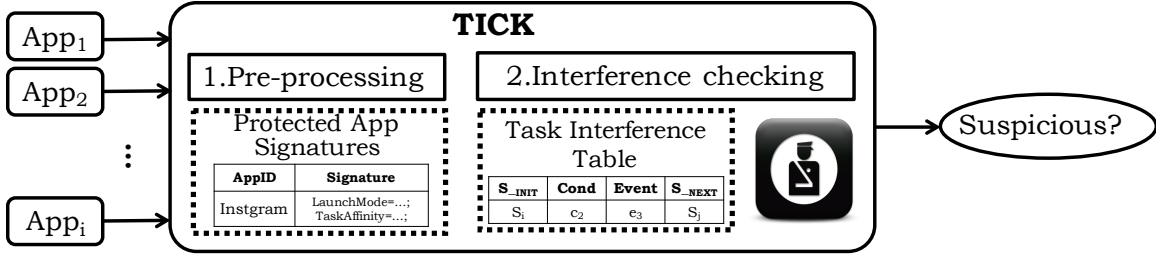 TICK
App1
App2
⋮
Appi
1.Pre-processing
Protected App
Signatures
AppID Signature
Instgram LaunchMode=...;
TaskAffinity=...;
2.Interference checking
Task Interference
Table
S_INIT Cond Event S_NEXT
Si c2 e3 Sj
Suspicious?